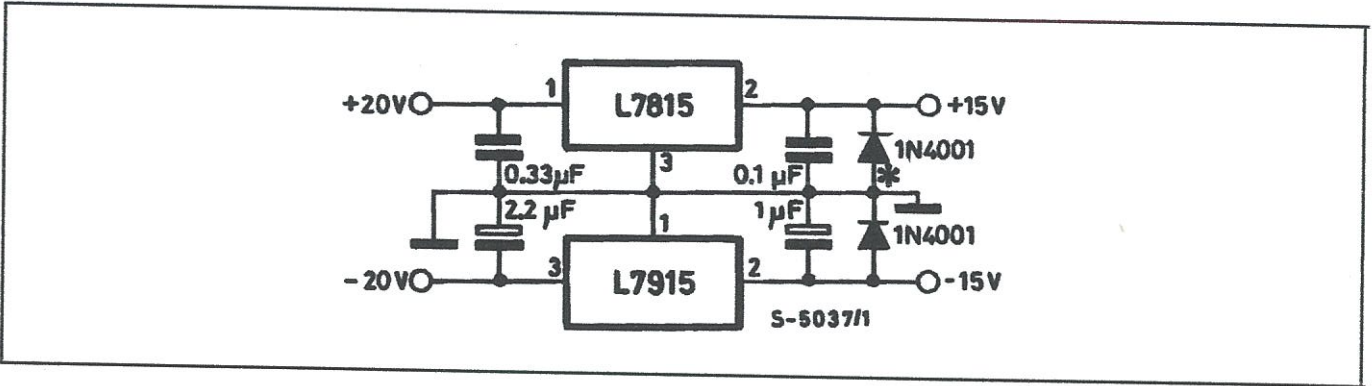 1
2
+20V
L7815
+15V
1N4001
3
0.33µF
0.1 µF
*
2.2 µF
1µF
1
1N4001
3
2
-20V
L7915
-15V
S-5037/1